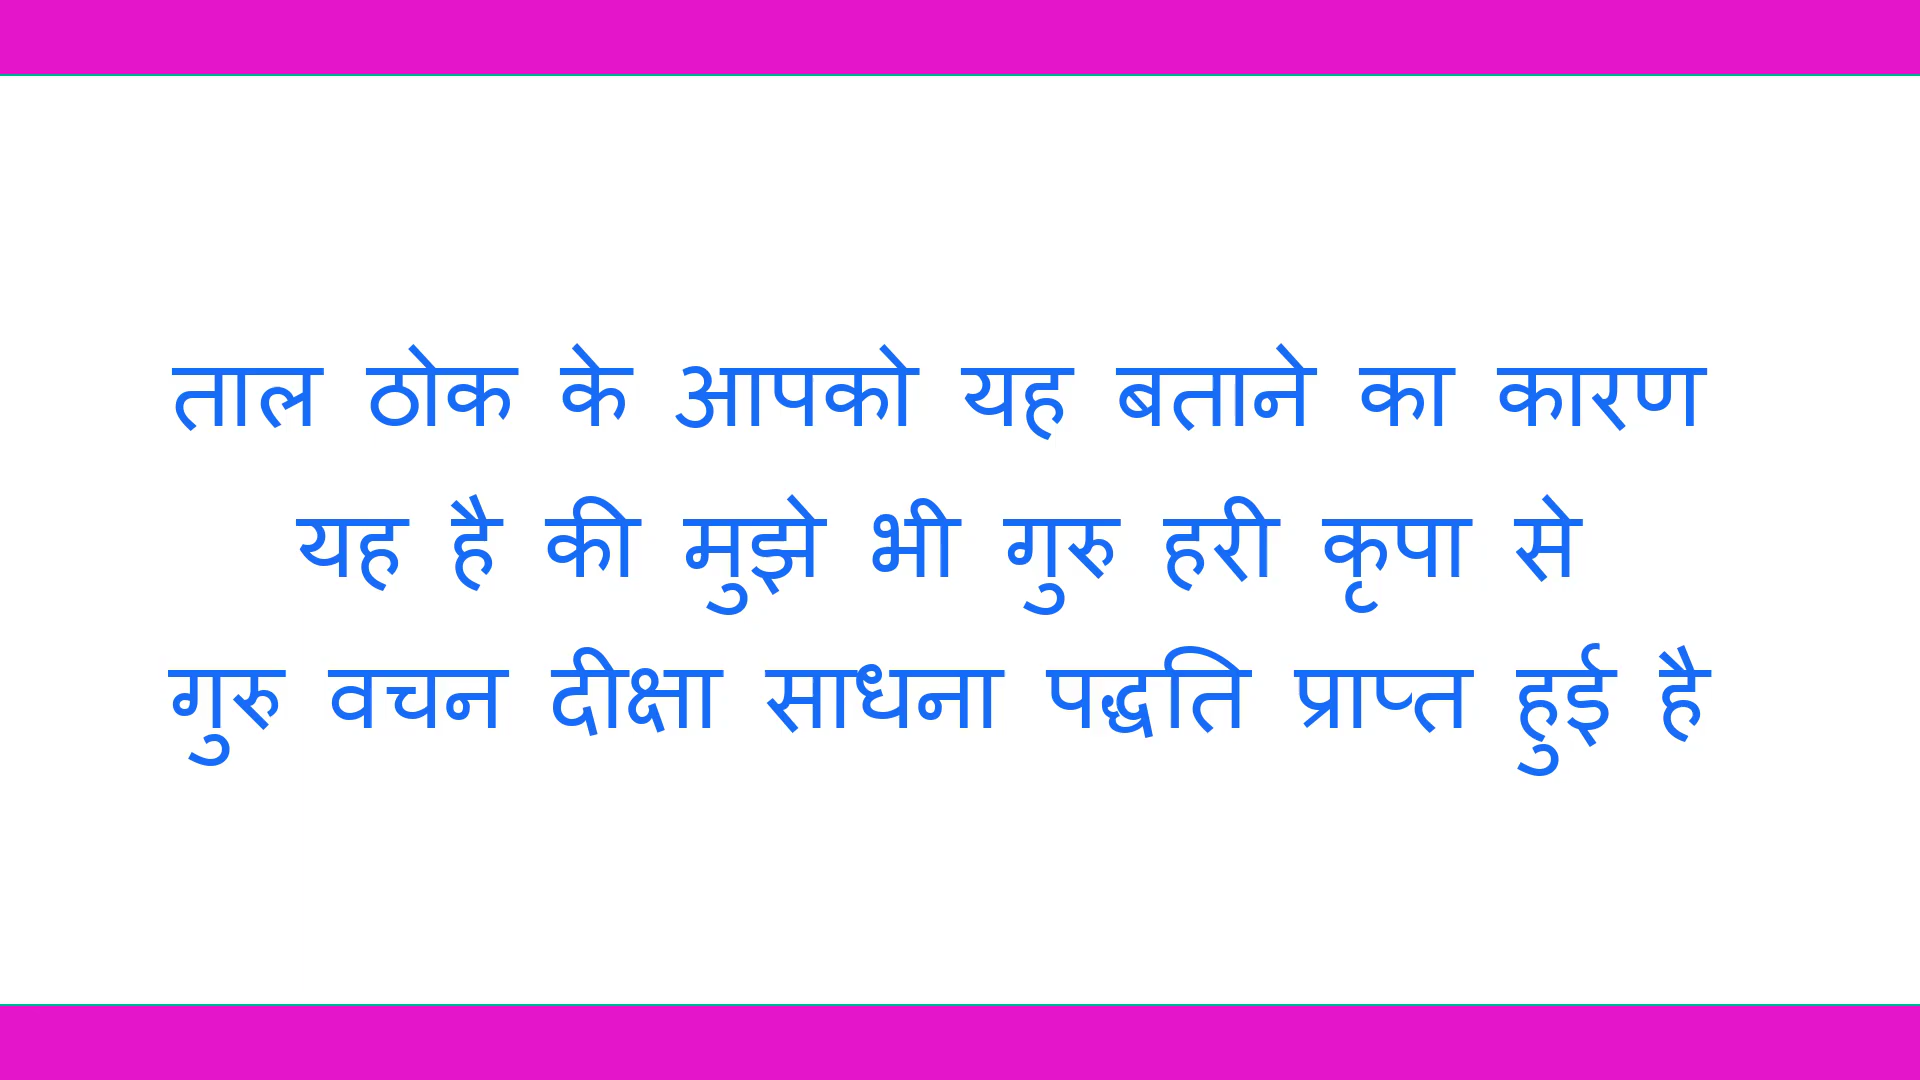 ताल ठोक के आपको यह बताने का कारण
यह है की मुझे भी गुरु हरी कृपा से
गुरु वचन दीक्षा साधना पद्धति प्राप्त हुई है